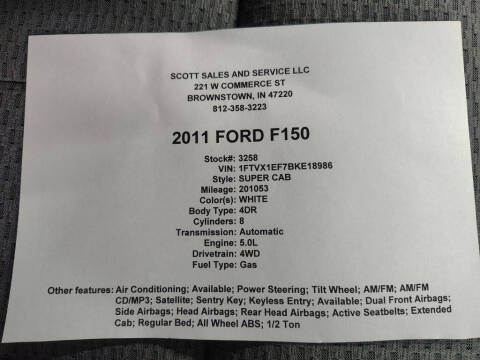 SCOTT SALES AND SERVICE LLC
221 W COMMERCE ST
BROWNSTOWN, IN 47220
812-358-3223
2011 FORD F150
Stock#: 3258
VIN: 1FTVX1EF7BKE18986
Style: SUPER CAB
Mileage: 201053
Color(s): WHITE
Body Type: 4DR
Cylinders: 8
Transmission: Automatic
Engine: 5.0L
Drivetrain: 4WD
Fuel Type: Gas
Other features: Air Conditioning; Available; Power Steering; Tilt Wheel; AM/FM; AM/FM
CD/MP3; Satellite; Sentry Key; Keyless Entry; Available; Dual Front Airbags;
Side Airbags; Head Airbags; Rear Head Airbags; Active Seatbelts; Extended
Cab; Regular Bed; All Wheel ABS; 1/2 Ton